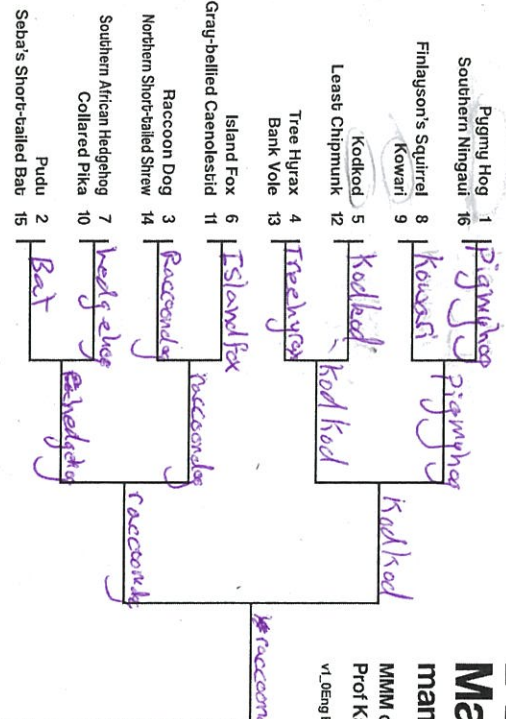 Pygmy Hog 1
Southern Ningaui 16
Finlayson's Squirrel 8
Kowari 9
Kodkod 5
Least Chipmunk 12
Tree Hyrax 4
Bank Vole 13
Island Fox 6
Gray-bellied Caenolestid 11
Raccoon Dog 3
Northern Short-tailed Shrew 14
Southern African Hedgehog 7
Collared Pika 10
Pudu 2
Seba's Short-tailed Bat 15
Pigmyhog
Kowari
Kodkod
Treehyrax
Islandfox
Raccoondog
hedgehog
Bat
Pigmyhog
Kodkod
raccoondog
hedgehog
Kodkod
raccoondog
raccoon
Ma
mam
MMM c
Prof K
v1_0Eng